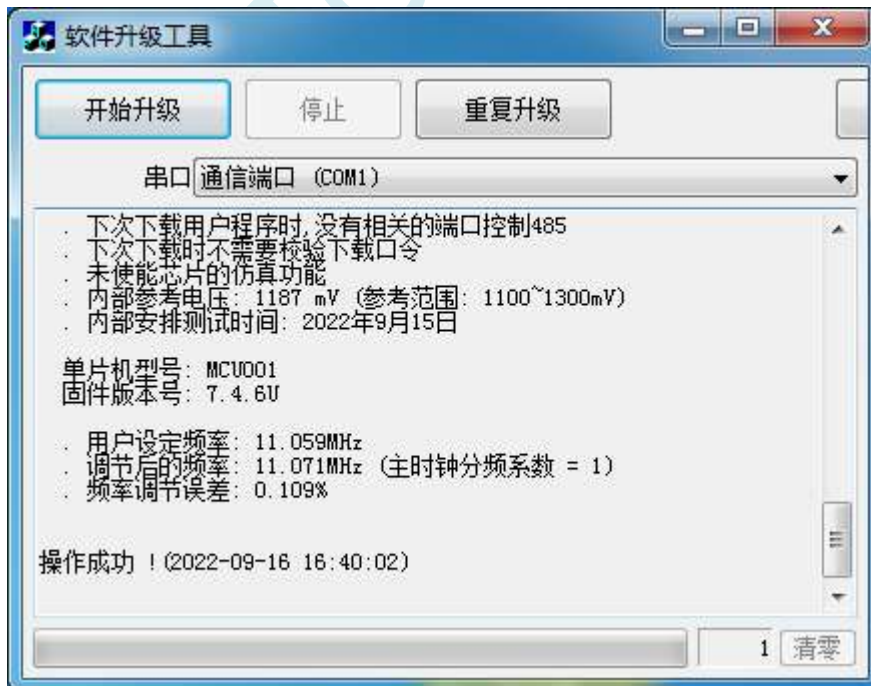 软件升级工具
开始升级 停止 重复升级
串口 通信端口 (COM1)
. 下次下载用户程序时,没有相关的端口控制485
. 下次下载时不需要校验下载口令
. 未使能芯片的仿真功能
. 内部参考电压: 1187 mV (参考范围: 1100~1300mV)
. 内部安排测试时间: 2022年9月15日
单片机型号: MCU001
固件版本号: 7.4.6U
. 用户设定频率: 11.059MHz
. 调节后的频率: 11.071MHz (主时钟分频系数 = 1)
. 频率调节误差: 0.109%
操作成功 !(2022-09-16 16:40:02)
1 清零